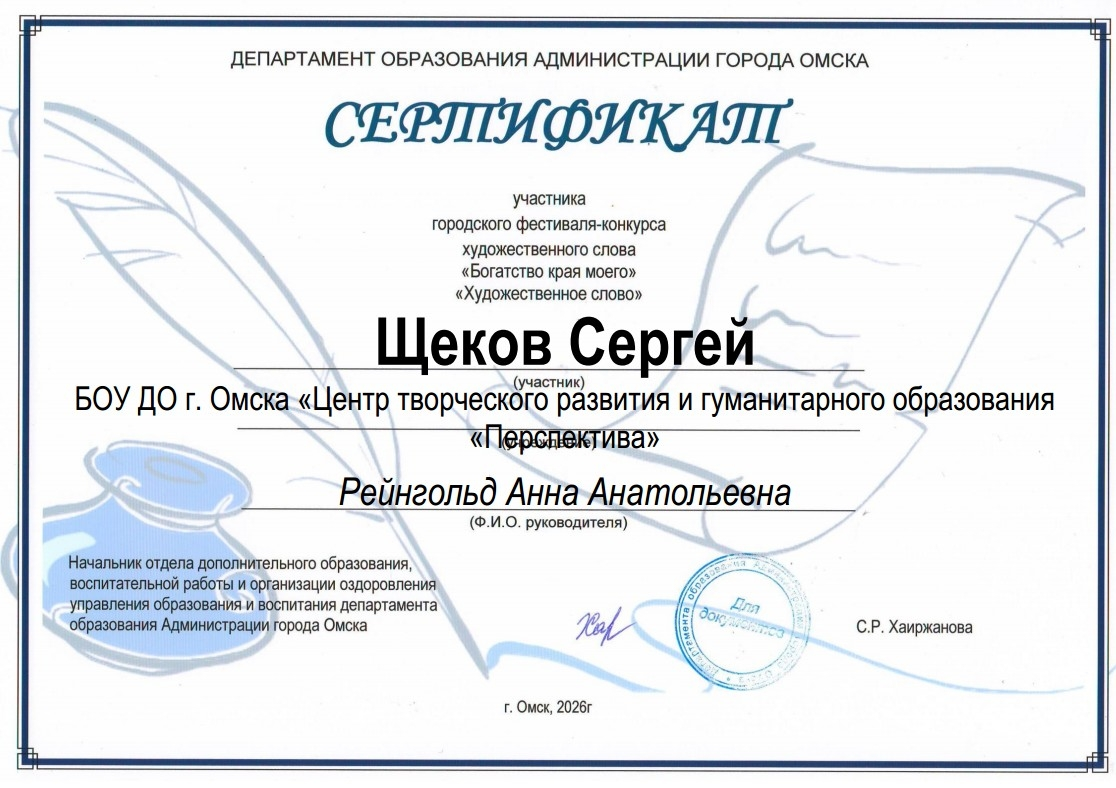 ДЕПАРТАМЕНТ ОБРАЗОВАНИЯ АДМИНИСТРАЦИИ ГОРОДА ОМСКА
СЕРТИФИКАТ
участника
городского фестиваля-конкурса
художественного слова
«Богатство края моего»
«Художественное слово»
Щеков Сергей
(участник)
БОУ ДО г. Омска «Центр творческого развития и гуманитарного образования
«Перспектива»
(учреждение)
Рейнгольд Анна Анатольевна
(Ф.И.О. руководителя)
Начальник отдела дополнительного образования,
воспитательной работы и организации оздоровления
управления образования и воспитания департамента
образования Администрации города Омска
Для
документов
С.Р. Хаиржанова
г. Омск, 2026г